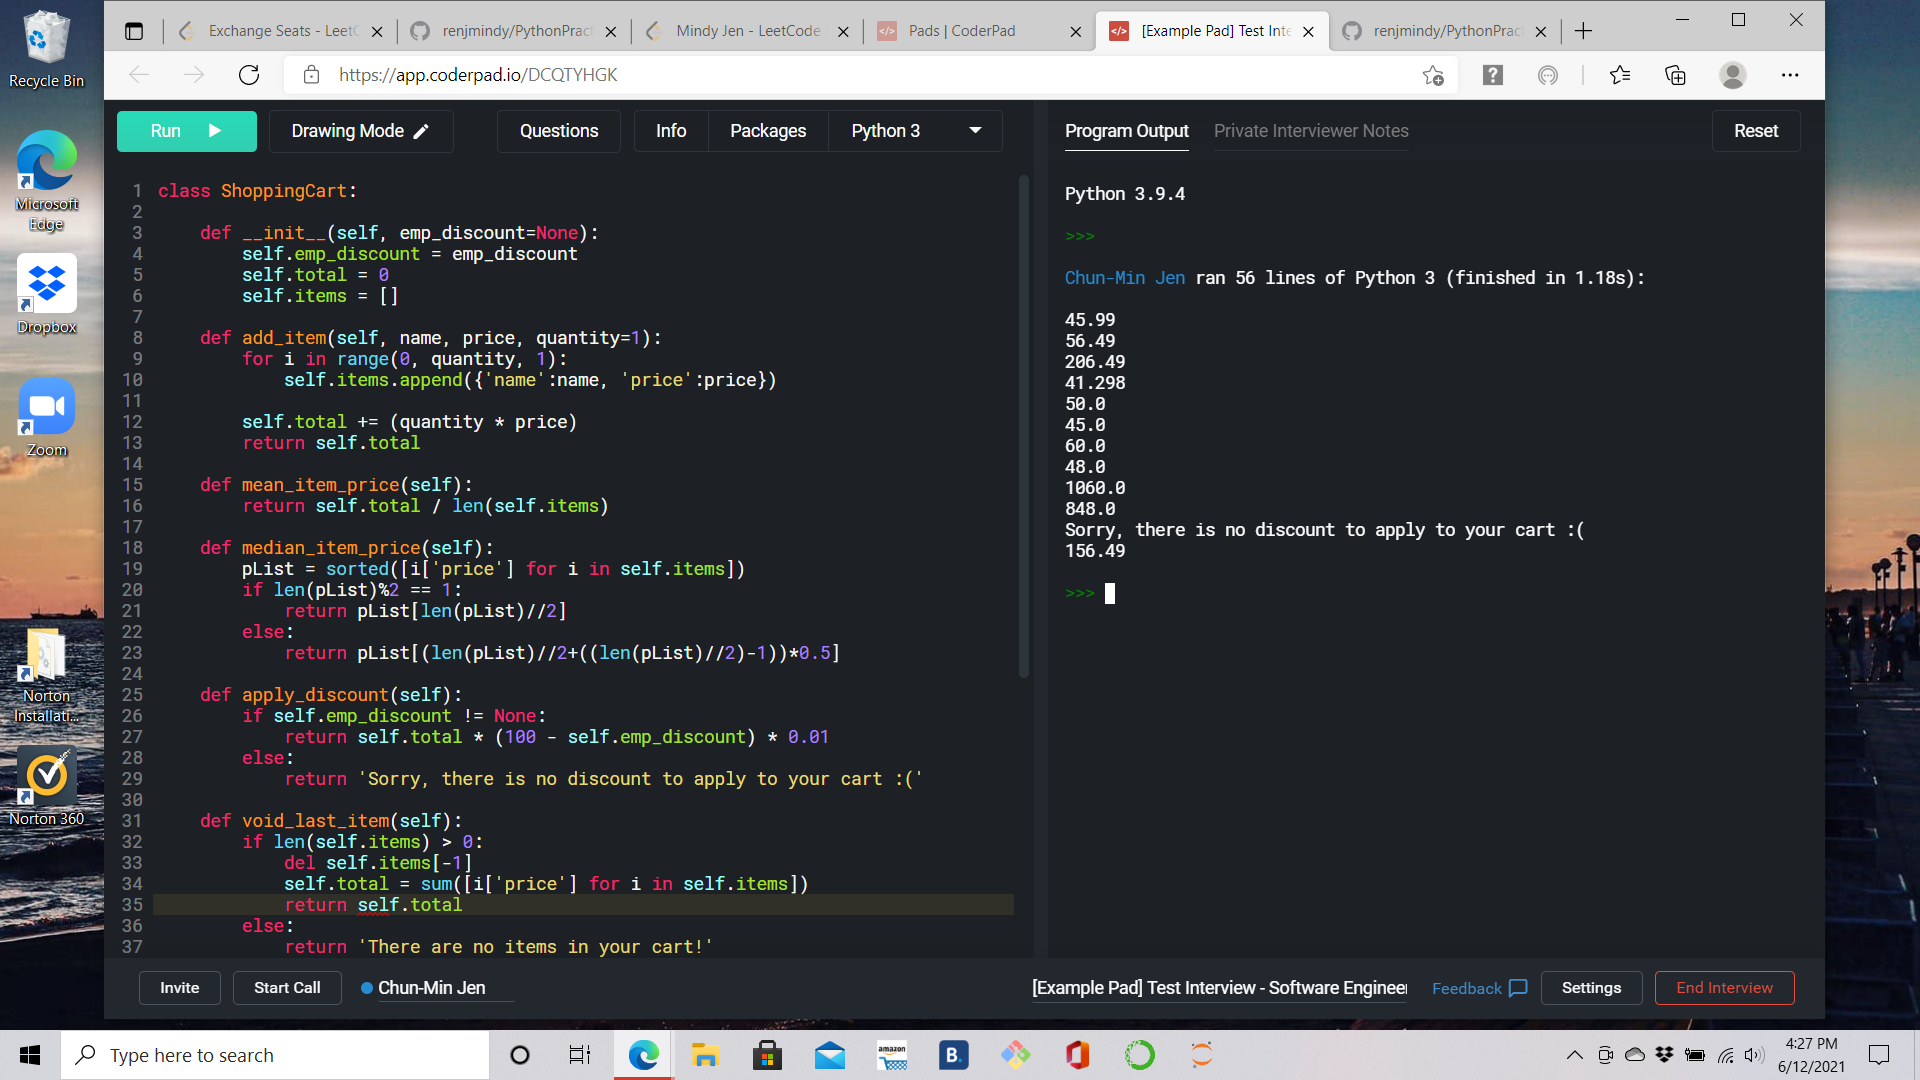 Recycle Bin
Microsoft Edge
Dropbox
Zoom
Norton Installati...
Norton 360
Exchange Seats - LeetC
renjmindy/PythonPract
Mindy Jen - LeetCode
Pads | CoderPad
[Example Pad] Test Inte
renjmindy/PythonPrac
https://app.coderpad.io/DCQTYHGK
Run
Drawing Mode
Questions
Info
Packages
Python 3
Program Output
Private Interviewer Notes
Reset
1 class ShoppingCart:
2
3     def __init__(self, emp_discount=None):
4         self.emp_discount = emp_discount
5         self.total = 0
6         self.items = []
7
8     def add_item(self, name, price, quantity=1):
9         for i in range(0, quantity, 1):
10             self.items.append({'name':name, 'price':price})
11
12         self.total += (quantity * price)
13         return self.total
14
15     def mean_item_price(self):
16         return self.total / len(self.items)
17
18     def median_item_price(self):
19         pList = sorted([i['price'] for i in self.items])
20         if len(pList)%2 == 1:
21             return pList[len(pList)//2]
22         else:
23             return pList[(len(pList)//2+((len(pList)//2)-1))*0.5]
24
25     def apply_discount(self):
26         if self.emp_discount != None:
27             return self.total * (100 - self.emp_discount) * 0.01
28         else:
29             return 'Sorry, there is no discount to apply to your cart :('
30
31     def void_last_item(self):
32         if len(self.items) > 0:
33             del self.items[-1]
34             self.total = sum([i['price'] for i in self.items])
35             return self.total
36         else:
37             return 'There are no items in your cart!'
Python 3.9.4
>>>
Chun-Min Jen ran 56 lines of Python 3 (finished in 1.18s):
45.99
56.49
206.49
41.298
50.0
45.0
60.0
48.0
1060.0
848.0
Sorry, there is no discount to apply to your cart :(
156.49
>>>
Invite
Start Call
Chun-Min Jen
[Example Pad] Test Interview - Software Engineer
Feedback
Settings
End Interview
Type here to search
amazon
B.
4:27 PM
6/12/2021